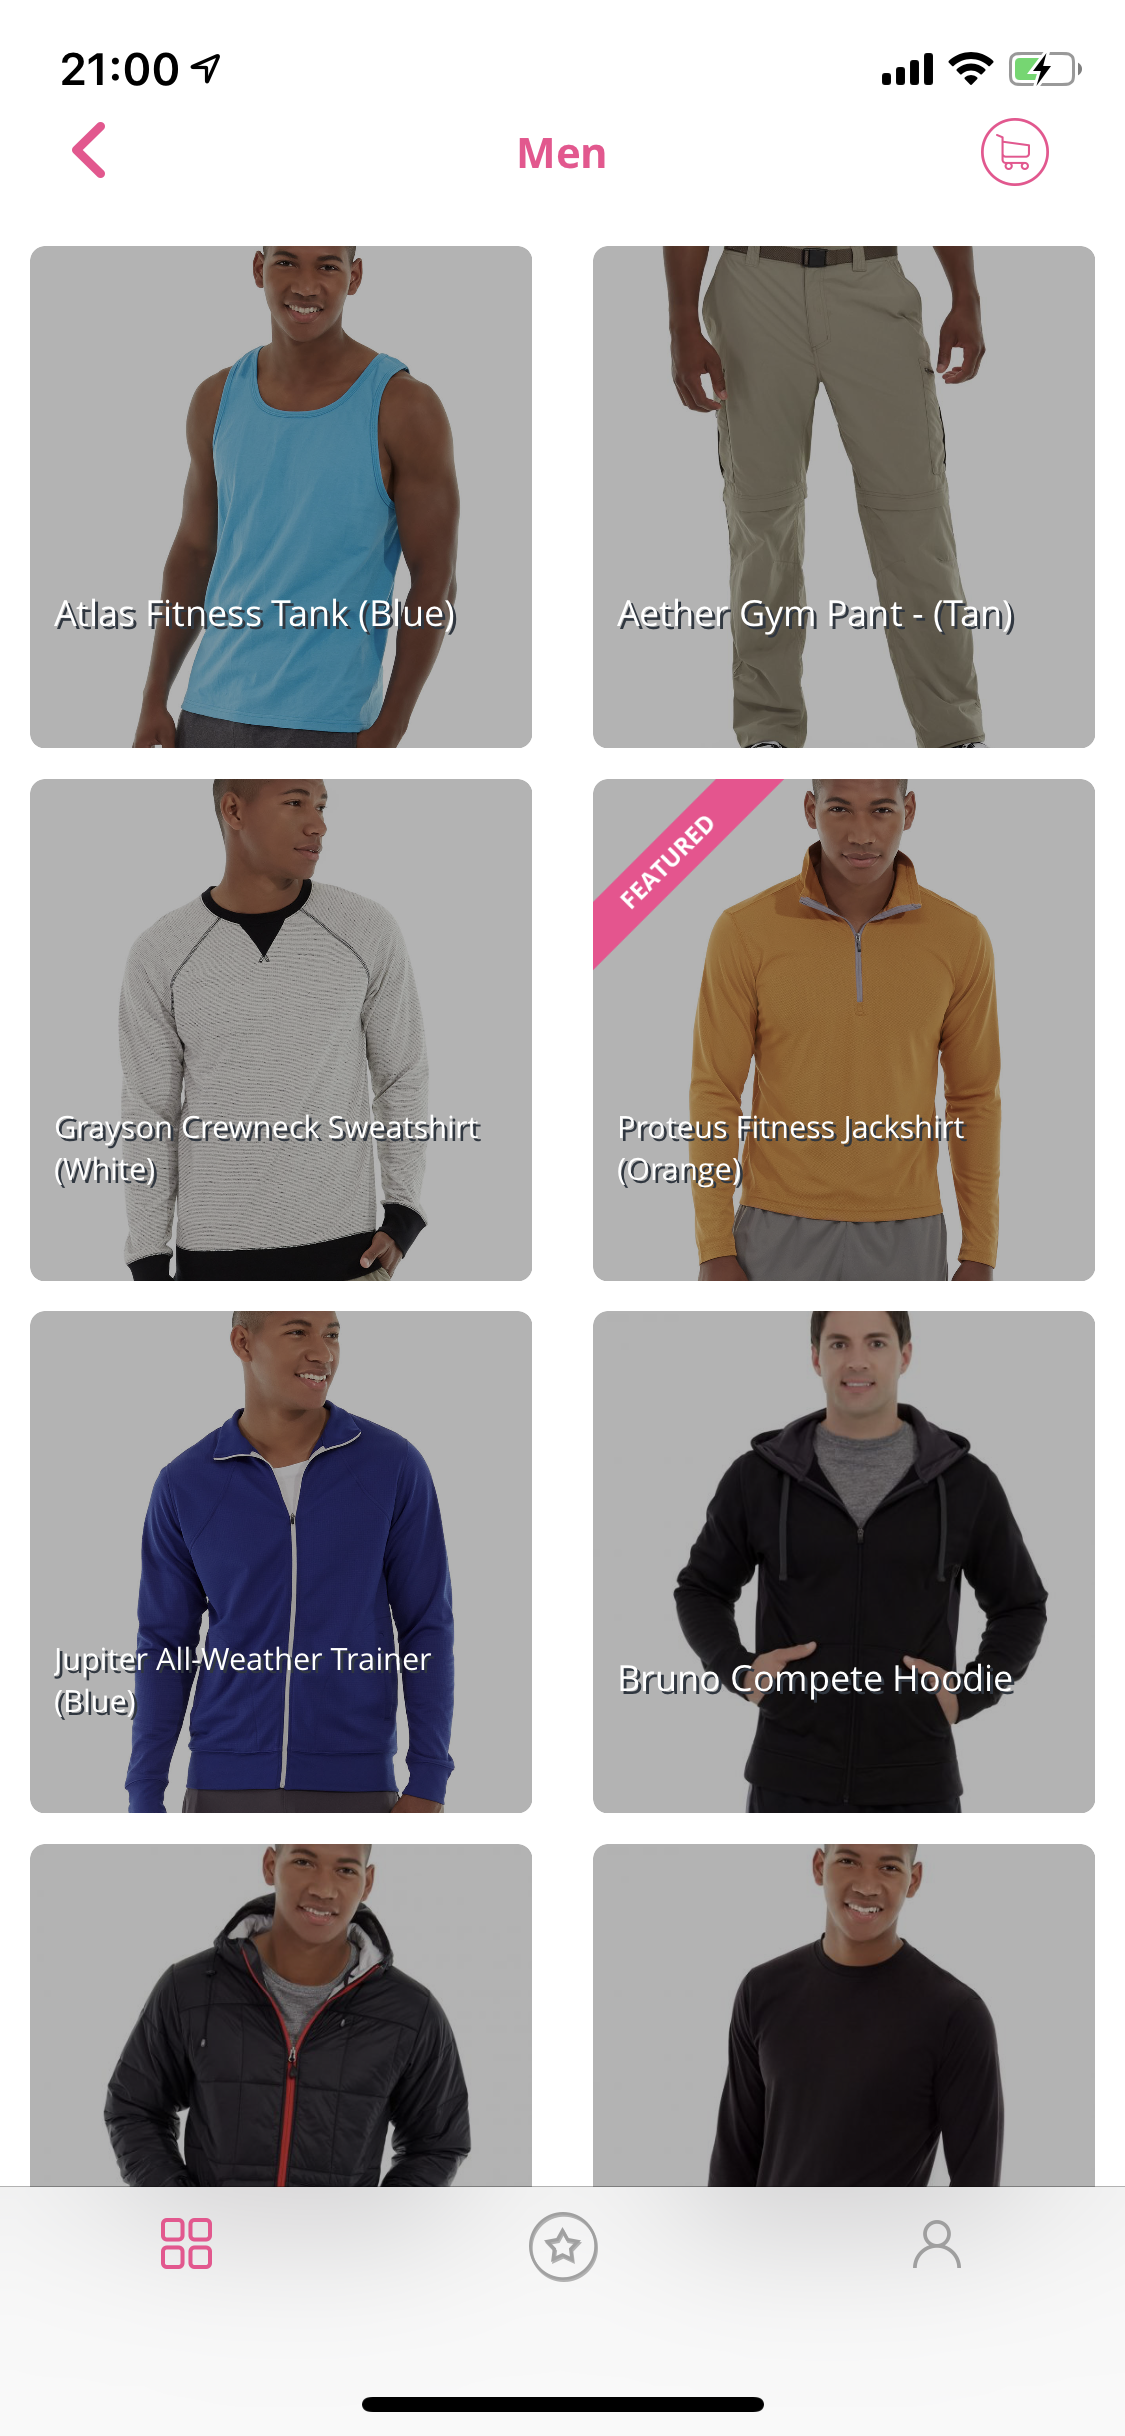 21:00
Men
Atlas Fitness Tank (Blue)
Aether Gym Pant - (Tan)
Grayson Crewneck Sweatshirt
(White)
FEATURED
Proteus Fitness Jackshirt
(Orange)
Jupiter All-Weather Trainer
(Blue)
Bruno Compete Hoodie